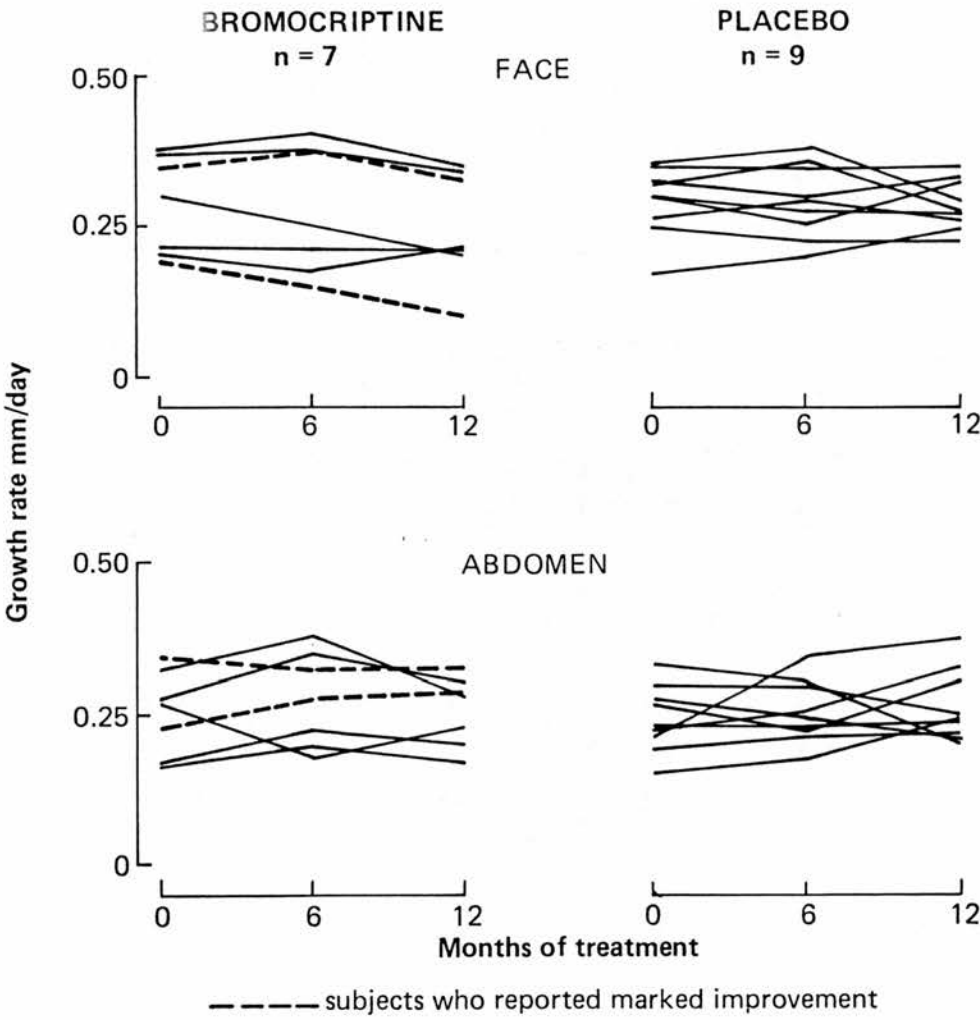 BROMOCRIPTINE
n = 7
PLACEBO
n = 9
FACE
0.50
0.25
0
0 6 12
0 6 12
Growth rate mm/day
ABDOMEN
0.50
0.25
0
0 6 12
0 6 12
Months of treatment
subjects who reported marked improvement